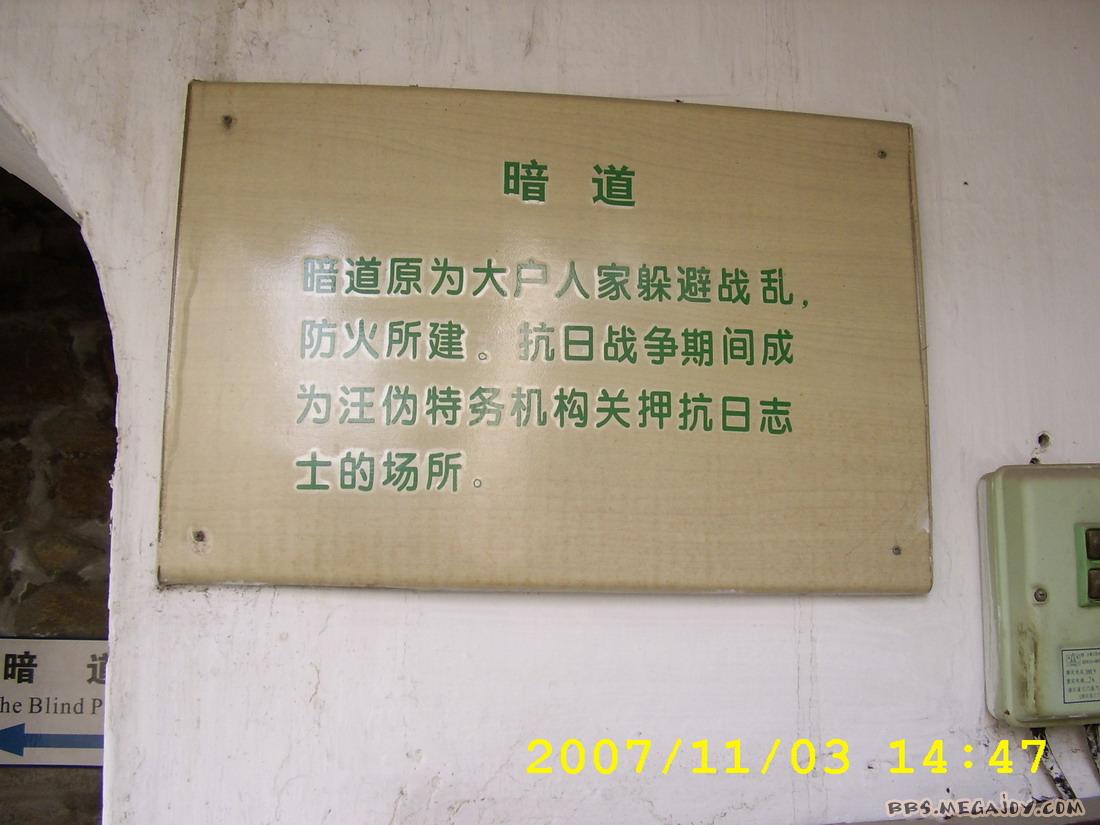 暗 道
暗道原为大户人家躲避战乱,
防火所建。抗日战争期间成
为汪伪特务机构关押抗日志
士的场所。
暗 道
he Blind P
2007/11/03 14:47
BBS.MEGAJOY.COM